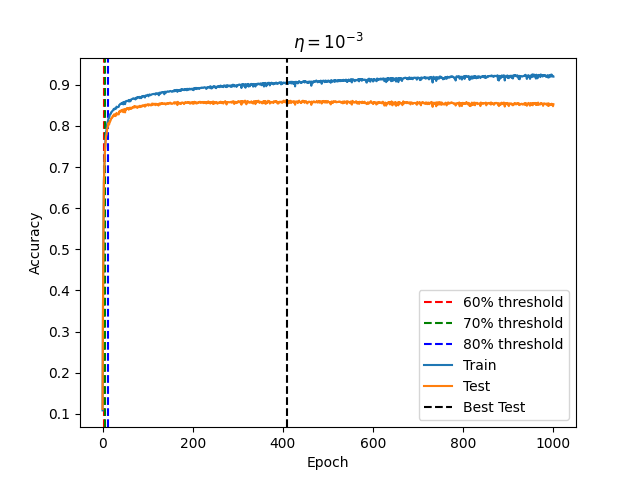 η = 10⁻³
0.9
0.8
0.7
0.6
0.5
0.4
0.3
0.2
0.1
Accuracy
60% threshold
70% threshold
80% threshold
Train
Test
Best Test
0 200 400 600 800 1000
Epoch